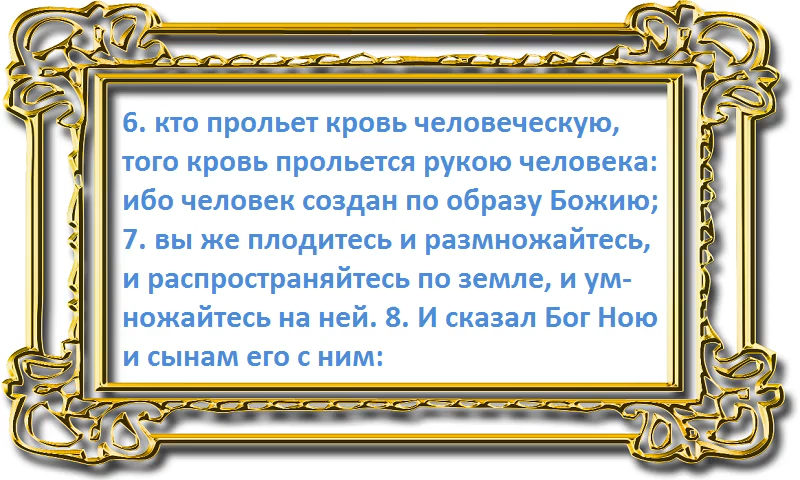 6. кто прольет кровь человеческую,
того кровь прольется рукою человека:
ибо человек создан по образу Божию;
7. вы же плодитесь и размножайтесь,
и распространяйтесь по земле, и ум-
ножайтесь на ней. 8. И сказал Бог Ною
и сынам его с ним: